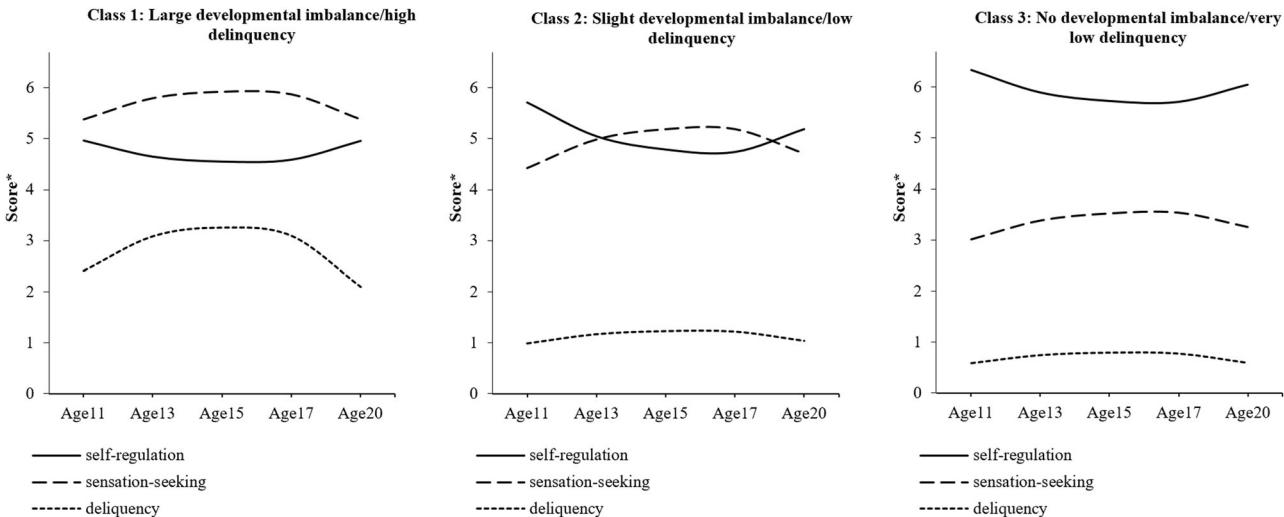 Class 1: Large developmental imbalance/high
delinquency
Score*
6
5
4
3
2
1
0
Age11 Age13 Age15 Age17 Age20
self-regulation
sensation-seeking
deliquency
Class 2: Slight developmental imbalance/low
delinquency
Score*
6
5
4
3
2
1
0
Age11 Age13 Age15 Age17 Age20
self-regulation
sensation-seeking
deliquency
Class 3: No developmental imbalance/very
low delinquency
Score*
6
5
4
3
2
1
0
Age11 Age13 Age15 Age17 Age20
self-regulation
sensation-seeking
deliquency